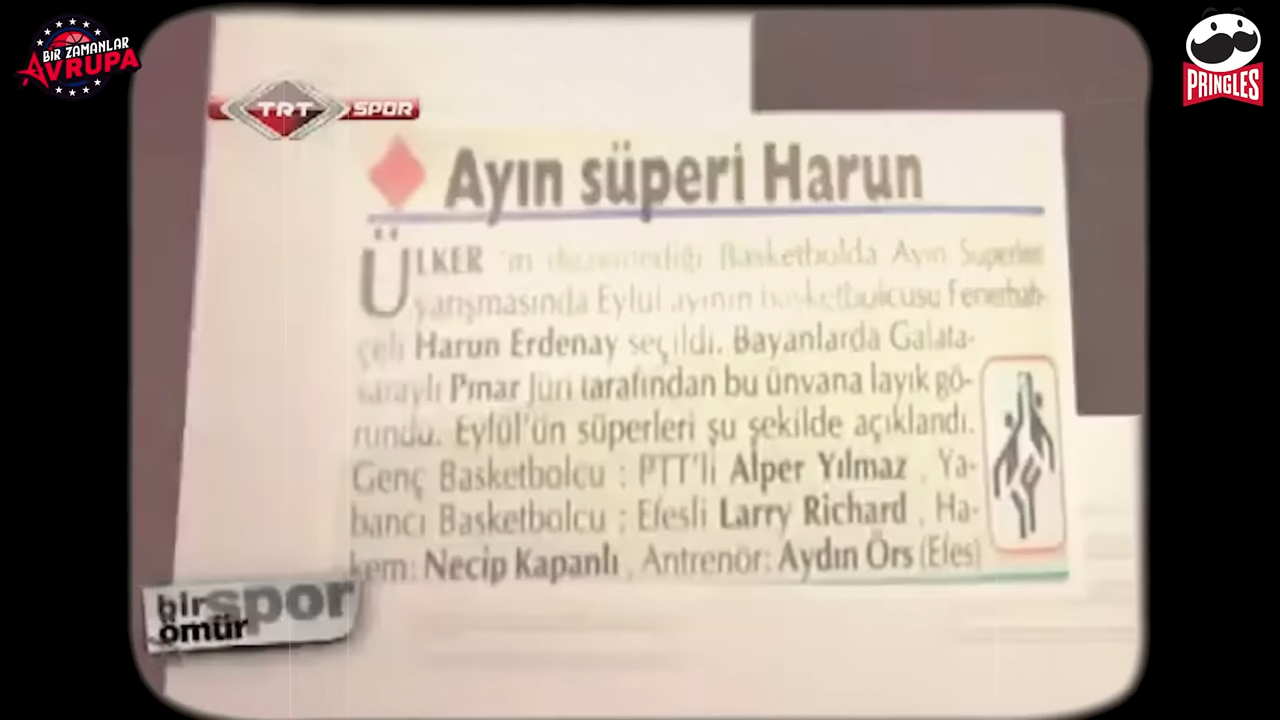 BİR ZAMANLAR
AVRUPA
PRINGLES
TRT SPOR
Ayın süperi Harun
ÜLKER 'in düzenlediği Basketbolda Ayın Süperleri
yarışmasında Eylül ayının basketbolcusu Fenerbah-
çeli Harun Erdenay seçildi. Bayanlarda Galata-
saraylı Pınar Jüri tarafından bu ünvana layık gö-
ründü. Eylül'ün süperleri şu şekilde açıklandı.
Genç Basketbolcu : PTT'li Alper Yılmaz , Ya-
bancı Basketbolcu : Efesli Larry Richard , Ha-
kem: Necip Kapanlı , Antrenör: Aydın Örs (Efes)
bir spor
ömür